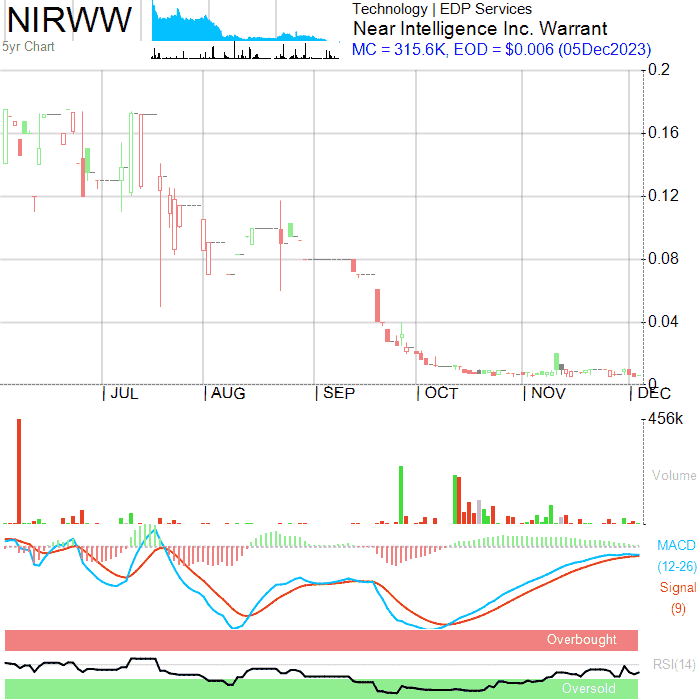 NIRWW
5yr Chart
Technology | EDP Services
Near Intelligence Inc. Warrant
MC = 315.6K, EOD = $0.006 (05Dec2023)
0.2
0.16
0.12
0.08
0.04
0
JUL AUG SEP OCT NOV DEC
456k
Volume
MACD
(12-26)
Signal
(9)
Overbought
RSI(14)
Oversold